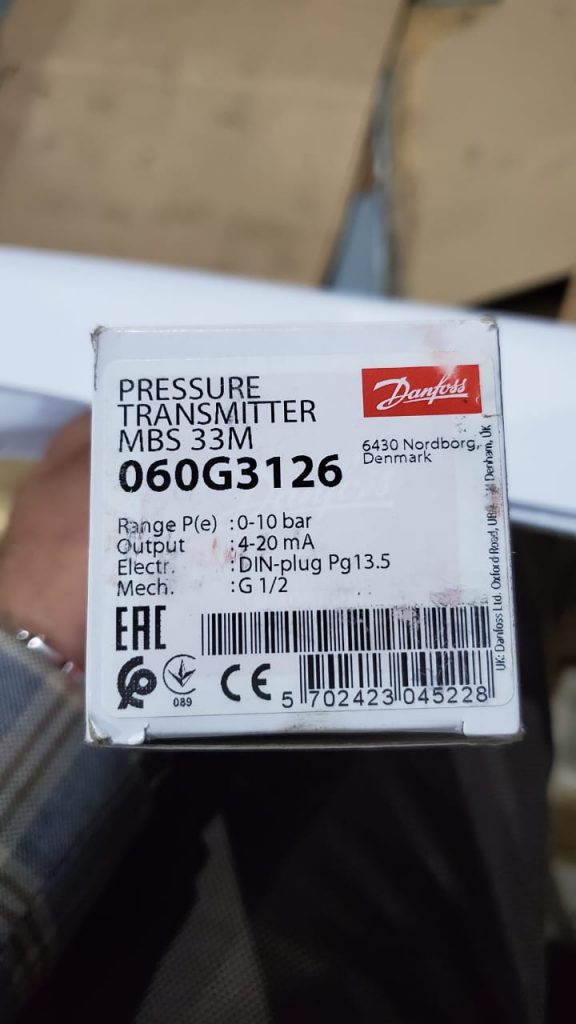 PRESSURE
TRANSMITTER
MBS 33M
060G3126
Danfoss
6430 Nordborg,
Denmark
Range P(e) : 0-10 bar
Output : 4-20 mA
Electr. : DIN-plug Pg13.5
Mech. : G 1/2
EAC
089
CE
5 702423 045228
UK: Danfoss Ltd. Oxford Road, UB9 Denham, UK